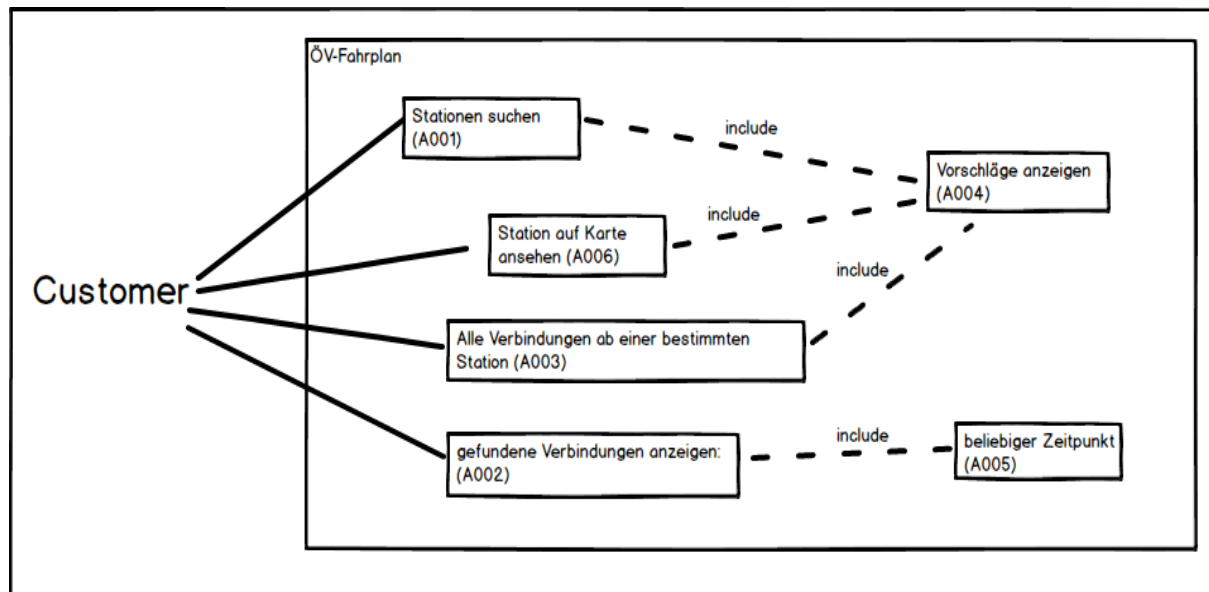 ÖV-Fahrplan
Stationen suchen
(A001)
include
Vorschläge anzeigen
(A004)
include
Station auf Karte
ansehen (A006)
include
Customer
Alle Verbindungen ab einer bestimmten
Station (A003)
include
gefundene Verbindungen anzeigen:
(A002)
beliebiger Zeitpunkt
(A005)